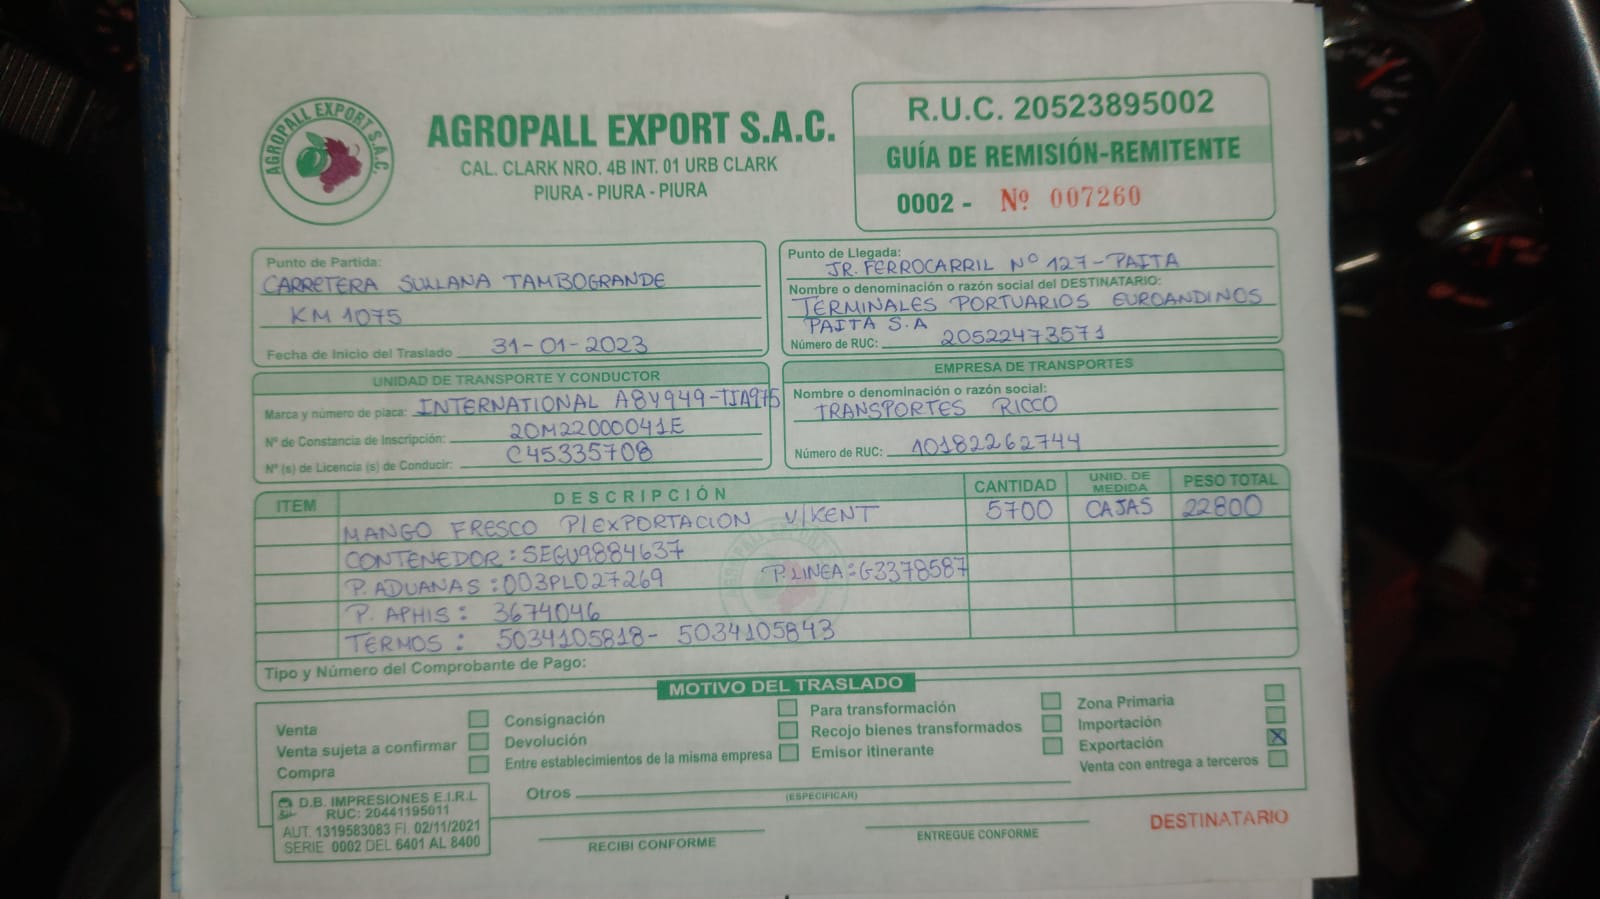 AGROPALL EXPORT S.A.C.
AGROPALL EXPORT S.A.C.
CAL. CLARK NRO. 4B INT. 01 URB CLARK
PIURA - PIURA - PIURA
R.U.C. 20523895002
GUÍA DE REMISIÓN-REMITENTE
0002 - Nº 007260
Punto de Partida:
CARRETERA SULLANA TAMBOGRANDE
KM 1075
Fecha de Inicio del Traslado 31-01-2023
Punto de Llegada:
JR. FERROCARRIL Nº 127-PAITA
Nombre o denominación o razón social del DESTINATARIO:
TERMINALES PORTUARIOS EUROANDINOS
PAITA S.A
Número de RUC: 20522473571
UNIDAD DE TRANSPORTE Y CONDUCTOR
Marca y número de placa: INTERNATIONAL A8Y949-TIA975
Nº de Constancia de Inscripción: 20M22000041E
Nº (s) de Licencia (s) de Conducir: C45335708
EMPRESA DE TRANSPORTES
Nombre o denominación o razón social:
TRANSPORTES RICCO
Número de RUC: 10182262744
ITEM DESCRIPCIÓN CANTIDAD UNID. DE MEDIDA PESO TOTAL
MANGO FRESCO P/EXPORTACION V/KENT 5700 CAJAS 22800
CONTENEDOR: SEGU9884637
P. ADUANAS: 003PL027269 P. LINEA: G3378587
P. APHIS: 3674046
TERMOS: 5034105818- 5034105843
Tipo y Número del Comprobante de Pago:
MOTIVO DEL TRASLADO
Venta
Venta sujeta a confirmar
Compra
Consignación
Devolución
Entre establecimientos de la misma empresa
Para transformación
Recojo bienes transformados
Emisor itinerante
Zona Primaria
Importación
Exportación X
Venta con entrega a terceros
Otros
(ESPECIFICAR)
D.B. IMPRESIONES E.I.R.L
RUC: 20441195011
AUT. 1319583083 FI. 02/11/2021
SERIE 0002 DEL 6401 AL 8400
RECIBI CONFORME
ENTREGUE CONFORME
DESTINATARIO